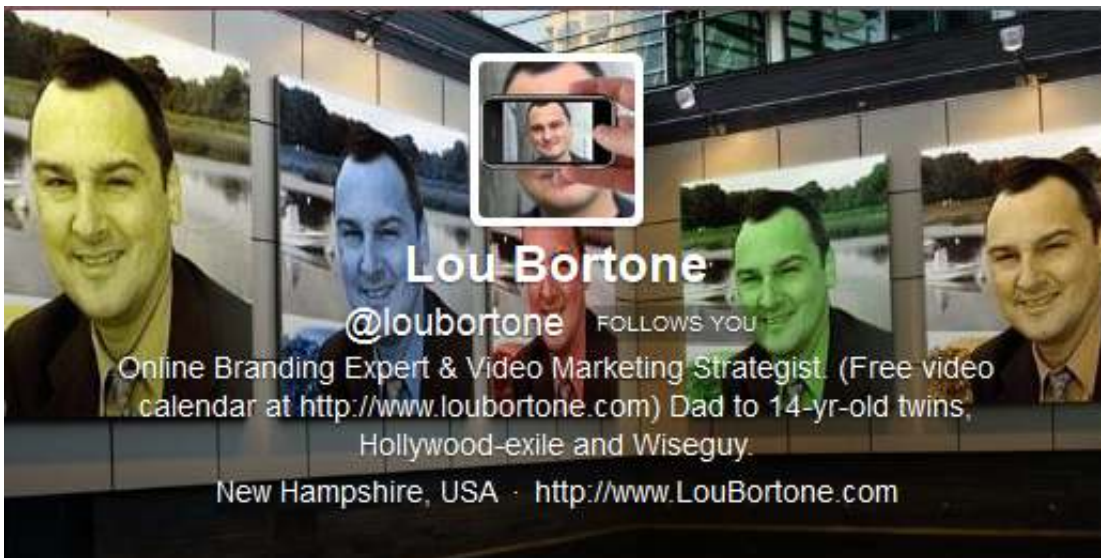 Lou Bortone
@loubortone FOLLOWS YOU
Online Branding Expert & Video Marketing Strategist. (Free video
calendar at http://www.loubortone.com) Dad to 14-yr-old twins,
Hollywood-exile and Wiseguy.
New Hampshire, USA · http://www.LouBortone.com